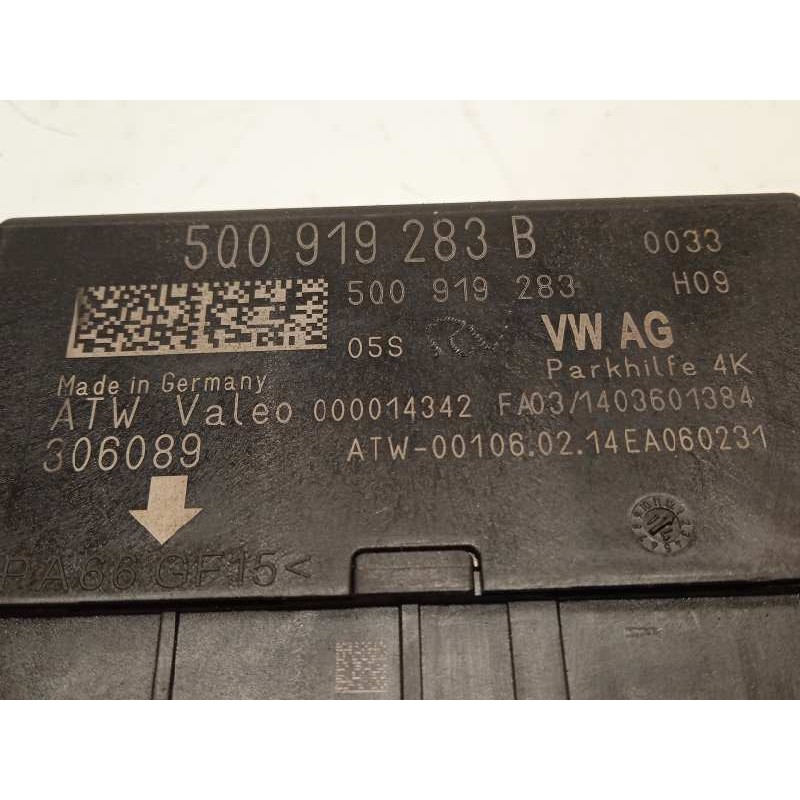 5Q0 919 283 B 0033
5Q0 919 283 H09
05S VW AG
Parkhilfe 4K
Made in Germany
ATW Valeo 000014342 FA03/1403601384
306089 ATW-00106.02.14EA060231
PA66 GF15<